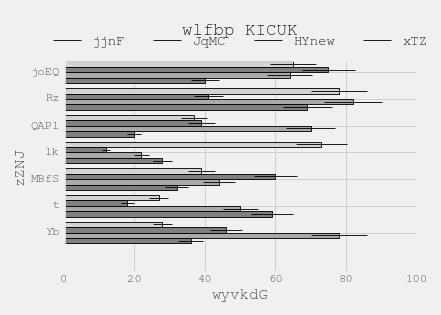 wlfbp KICUK
jjnF JqMC HYnew xTZ
joEQ
Rz
QAP1
1k
MBfS
t
Yb
zZNJ
0 20 40 60 80 100
wyvkdG